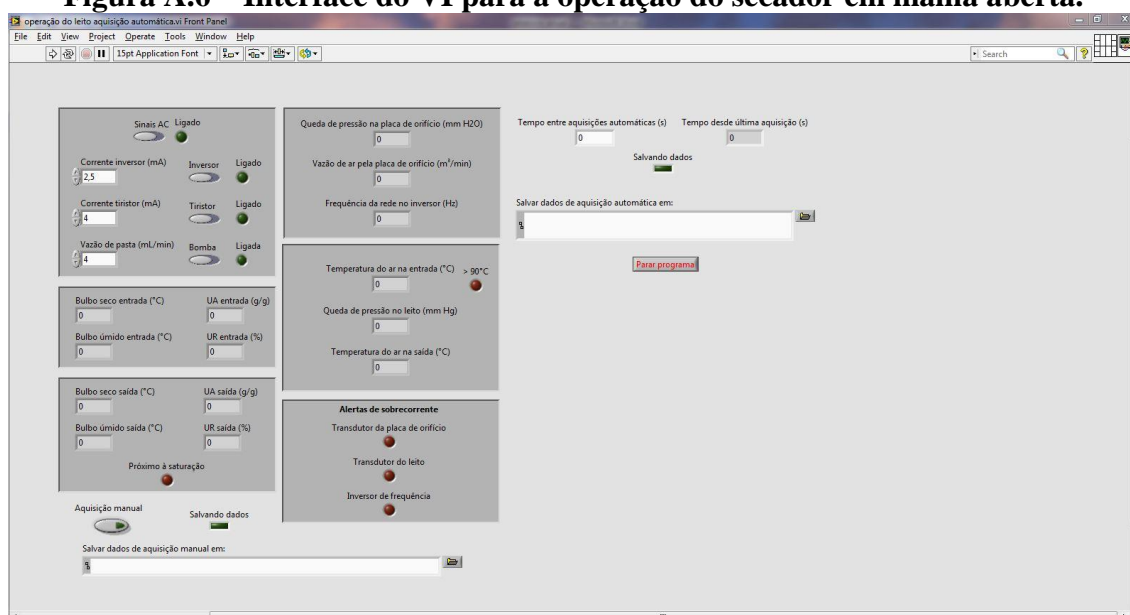 Figura A.6 – Interface do VI para a operação do secador em malha aberta.
operação do leito aquisição automática.vi Front Panel
File Edit View Project Operate Tools Window Help
15pt Application Font
Search
Sinais AC Ligado
Corrente inversor (mA) Inversor Ligado
2,5
Corrente tiristor (mA) Tiristor Ligado
4
Vazão de pasta (mL/min) Bomba Ligada
4
Bulbo seco entrada (°C) UA entrada (g/g)
0 0
Bulbo úmido entrada (°C) UR entrada (%)
0 0
Bulbo seco saída (°C) UA saída (g/g)
0 0
Bulbo úmido saída (°C) UR saída (%)
0 0
Próximo à saturação
Aquisição manual Salvando dados
Salvar dados de aquisição manual em:
Queda de pressão na placa de orifício (mm H2O)
0
Vazão de ar pela placa de orifício (m³/min)
0
Frequência da rede no inversor (Hz)
0
Temperatura do ar na entrada (°C) > 90°C
0
Queda de pressão no leito (mm Hg)
0
Temperatura do ar na saída (°C)
0
Alertas de sobrecorrente
Transdutor da placa de orifício
Transdutor do leito
Inversor de frequência
Tempo entre aquisições automáticas (s) Tempo desde última aquisição (s)
0 0
Salvando dados
Salvar dados de aquisição automática em:
Parar programa